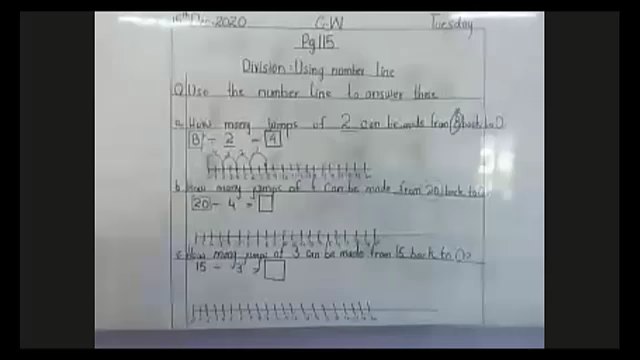 15th Dec, 2020 C-W Tuesday
Pg 115
Division: Using number line
Q Use the number line to answer these
a. How many jumps of 2 can be made from 8 back to 0
8 ÷ 2 = 4
b. How many jumps of 4 can be made from 20 back to 0
20 ÷ 4 =
c. How many jumps of 3 can be made from 15 back to 0?
15 ÷ 3 =